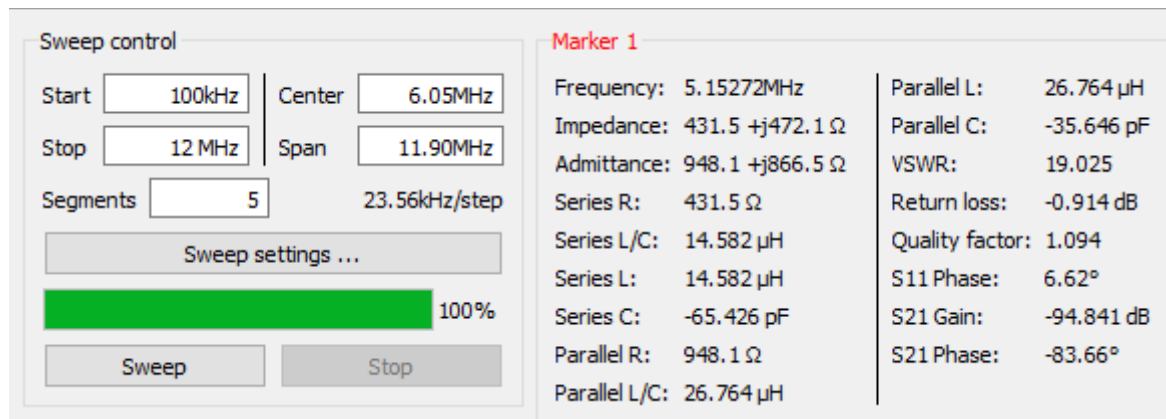 Sweep control
Start 100kHz Center 6.05MHz
Stop 12 MHz Span 11.90MHz
Segments 5 23.56kHz/step
Sweep settings ...
100%
Sweep Stop
Marker 1
Frequency: 5.15272MHz
Impedance: 431.5 +j472.1 Ω
Admittance: 948.1 +j866.5 Ω
Series R: 431.5 Ω
Series L/C: 14.582 µH
Series L: 14.582 µH
Series C: -65.426 pF
Parallel R: 948.1 Ω
Parallel L/C: 26.764 µH
Parallel L: 26.764 µH
Parallel C: -35.646 pF
VSWR: 19.025
Return loss: -0.914 dB
Quality factor: 1.094
S11 Phase: 6.62°
S21 Gain: -94.841 dB
S21 Phase: -83.66°